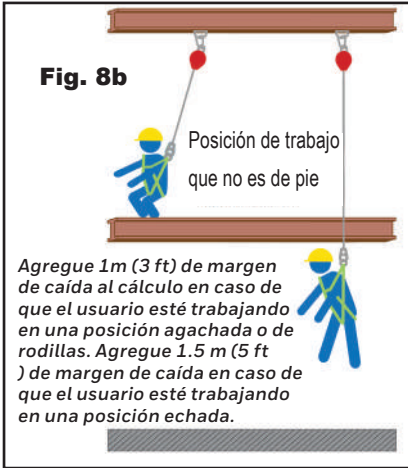 Fig. 8b
Posición de trabajo
que no es de pie
Agregue 1m (3 ft) de margen
de caída al cálculo en caso de
que el usuario esté trabajando
en una posición agachada o de
rodillas. Agregue 1.5 m (5 ft
) de margen de caída en caso de
que el usuario esté trabajando
en una posición echada.